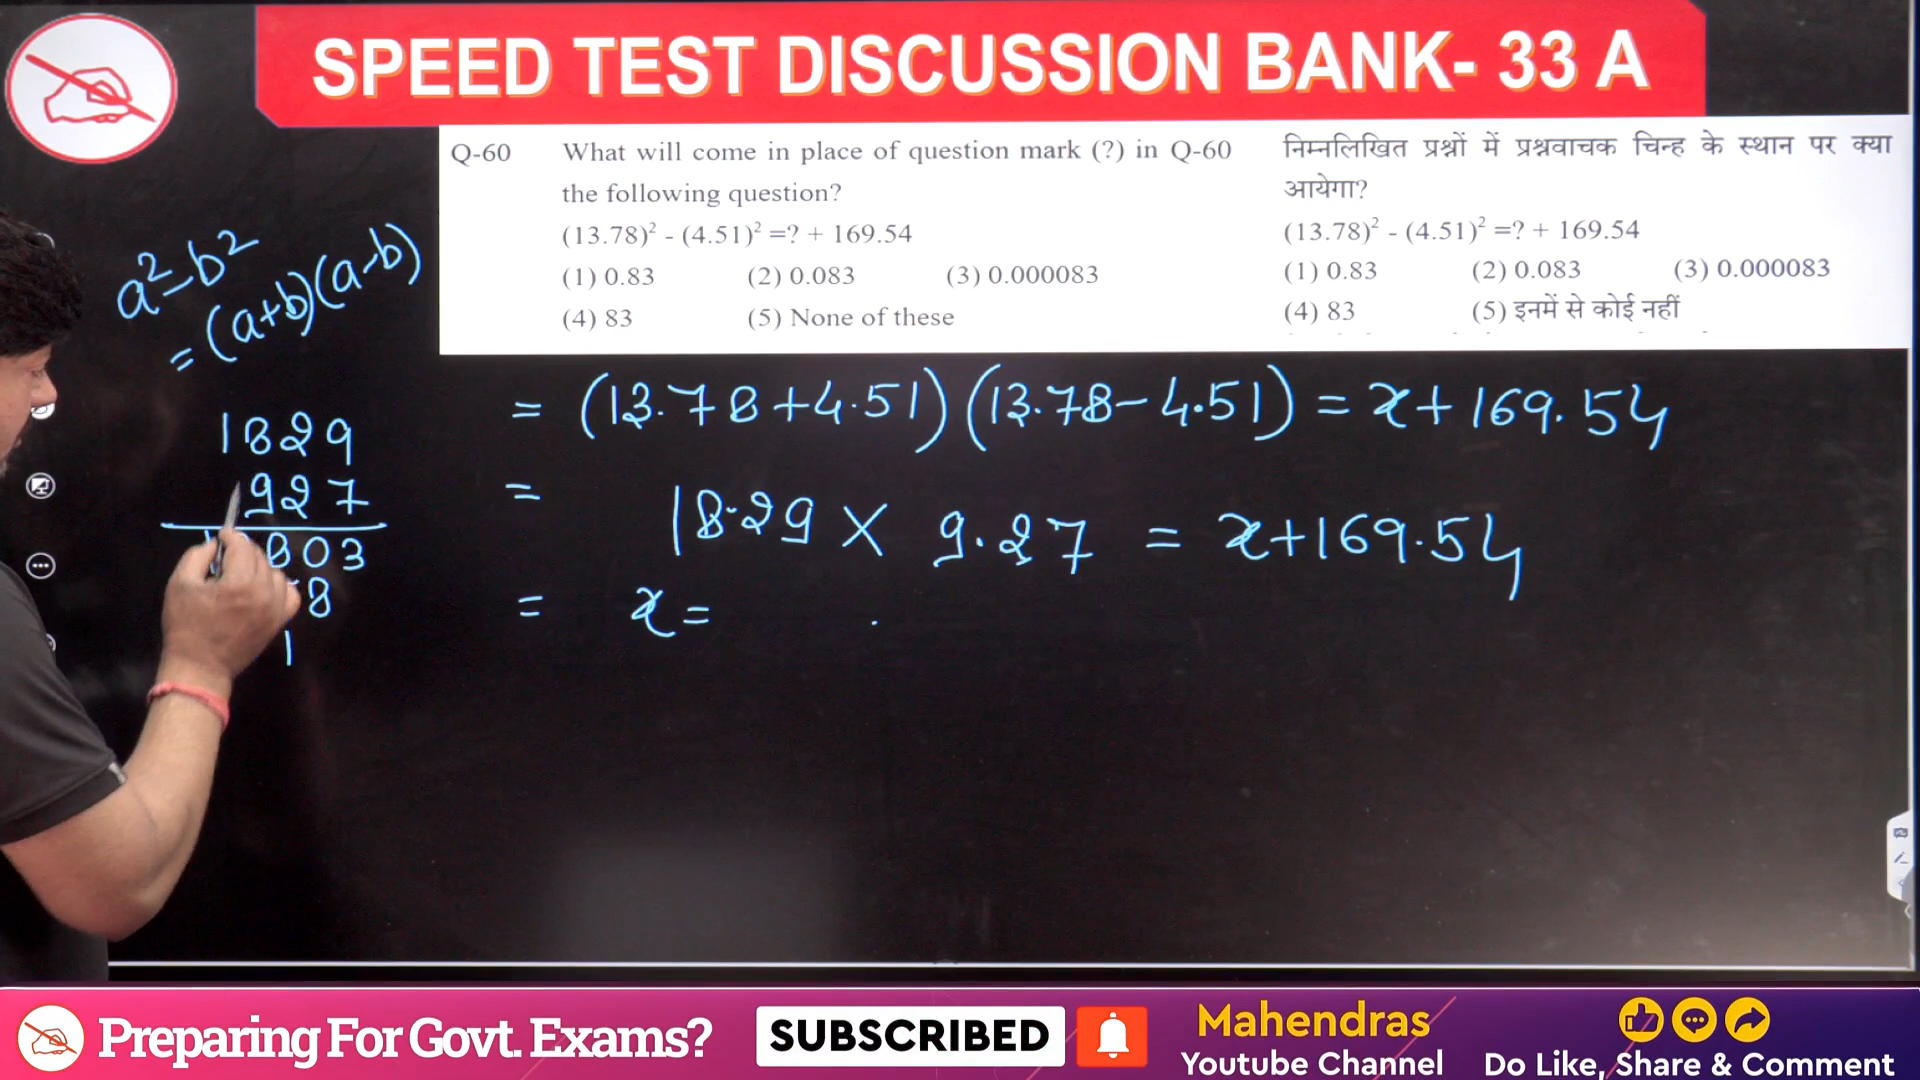 SPEED TEST DISCUSSION BANK- 33 A
Q-60 What will come in place of question mark (?) in Q-60
the following question?
(13.78)² - (4.51)² =? + 169.54
(1) 0.83 (2) 0.083 (3) 0.000083
(4) 83 (5) None of these
निम्नलिखित प्रश्नों में प्रश्नवाचक चिन्ह के स्थान पर क्या
आयेगा?
(13.78)² - (4.51)² =? + 169.54
(1) 0.83 (2) 0.083 (3) 0.000083
(4) 83 (5) इनमें से कोई नहीं
a²-b²
= (a+b)(a-b)
1829
927
803
8
1
= (13.78+4.51)(13.78-4.51) = x+169.54
= 18.29 × 9.27 = x+169.54
= x =
Preparing For Govt. Exams?
SUBSCRIBED
Mahendras
Youtube Channel
Do Like, Share & Comment